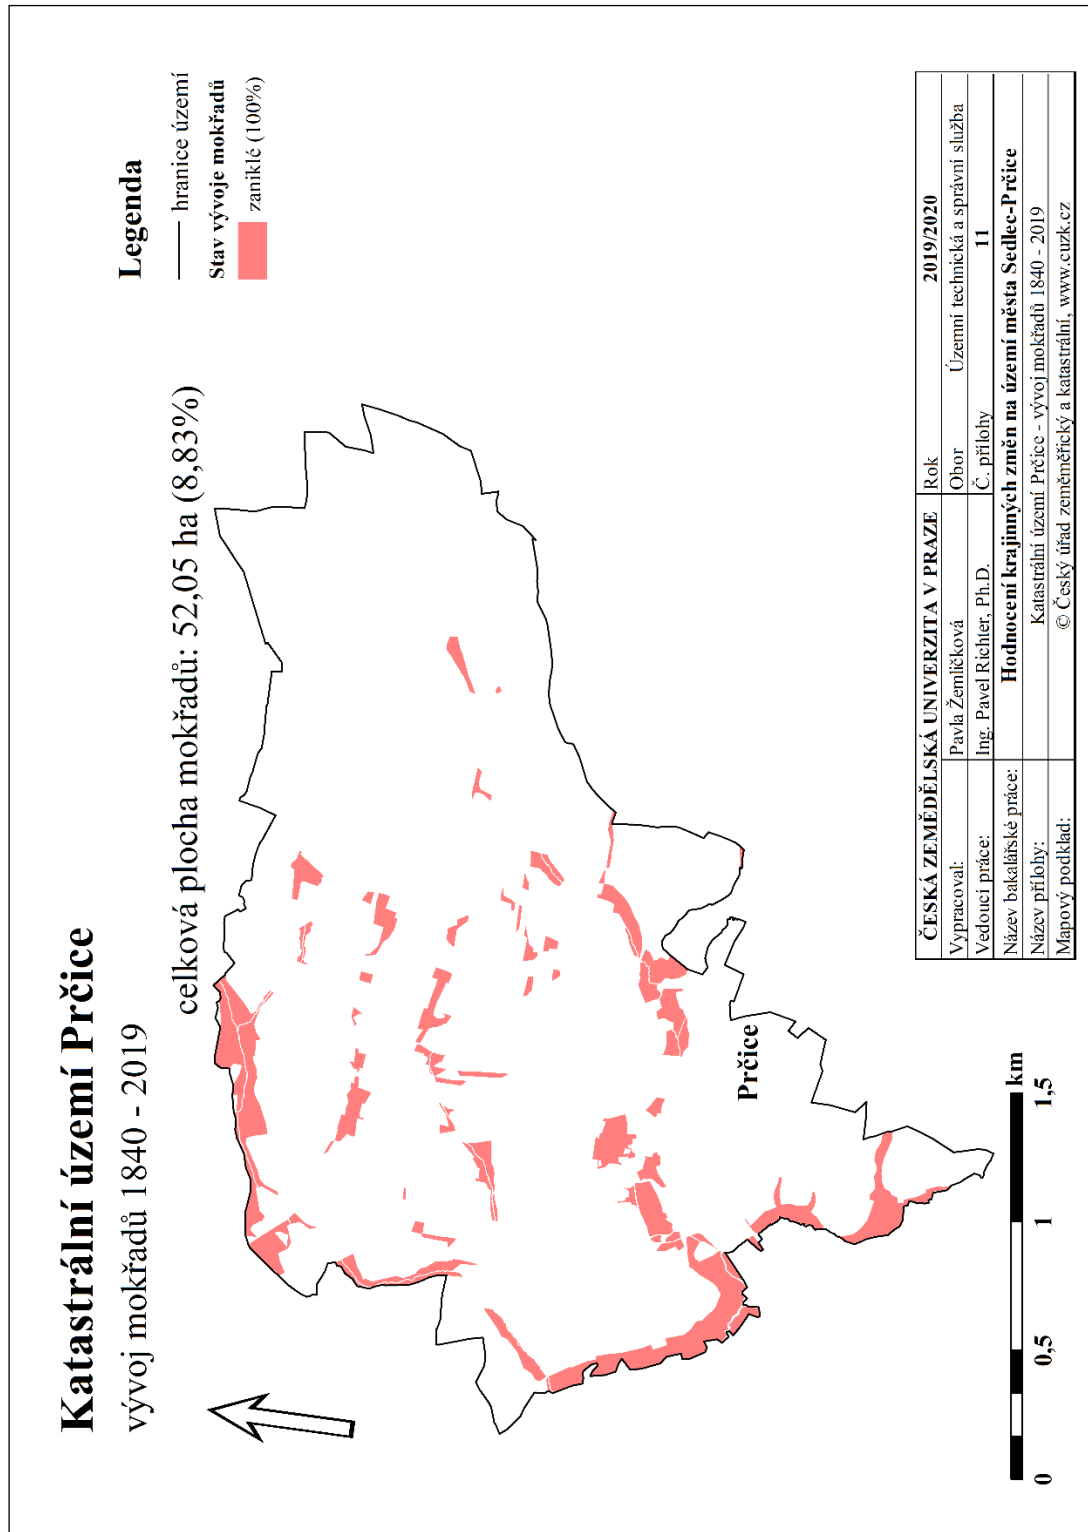 Katastrální území Prčice
vývoj mokřadů 1840 - 2019
celková plocha mokřadů: 52,05 ha (8,83%)
Legenda
hranice území
Stav vývoje mokřadů
zaniklé (100%)
Prčice
0 0,5 1 1,5 km
ČESKÁ ZEMĚDĚLSKÁ UNIVERZITA V PRAZE Rok 2019/2020
Vypracoval: Pavla Žemličková Obor Územní technická a správní služba
Vedoucí práce: Ing. Pavel Richter, Ph.D. Č. přílohy 11
Název bakalářské práce: Hodnocení krajinných změn na území města Sedlec-Prčice
Název přílohy: Katastrální území Prčice - vývoj mokřadů 1840 - 2019
Mapový podklad: © Český úřad zeměměřický a katastrální, www.cuzk.cz